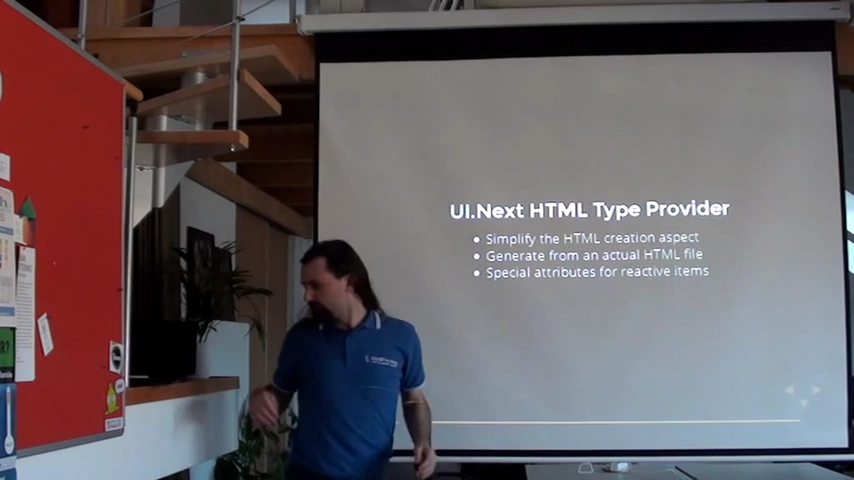 UI.Next HTML Type Provider
Simplify the HTML creation aspect
Generate from an actual HTML file
Special attributes for reactive items